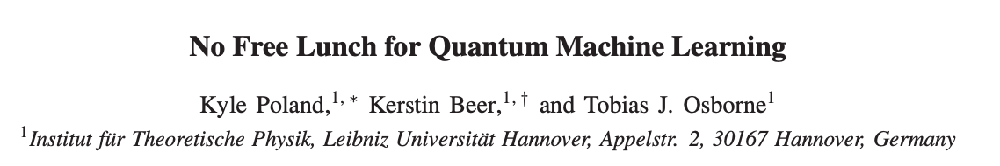 No Free Lunch for Quantum Machine Learning
Kyle Poland,1, * Kerstin Beer,1, † and Tobias J. Osborne1
1Institut für Theoretische Physik, Leibniz Universität Hannover, Appelstr. 2, 30167 Hannover, Germany